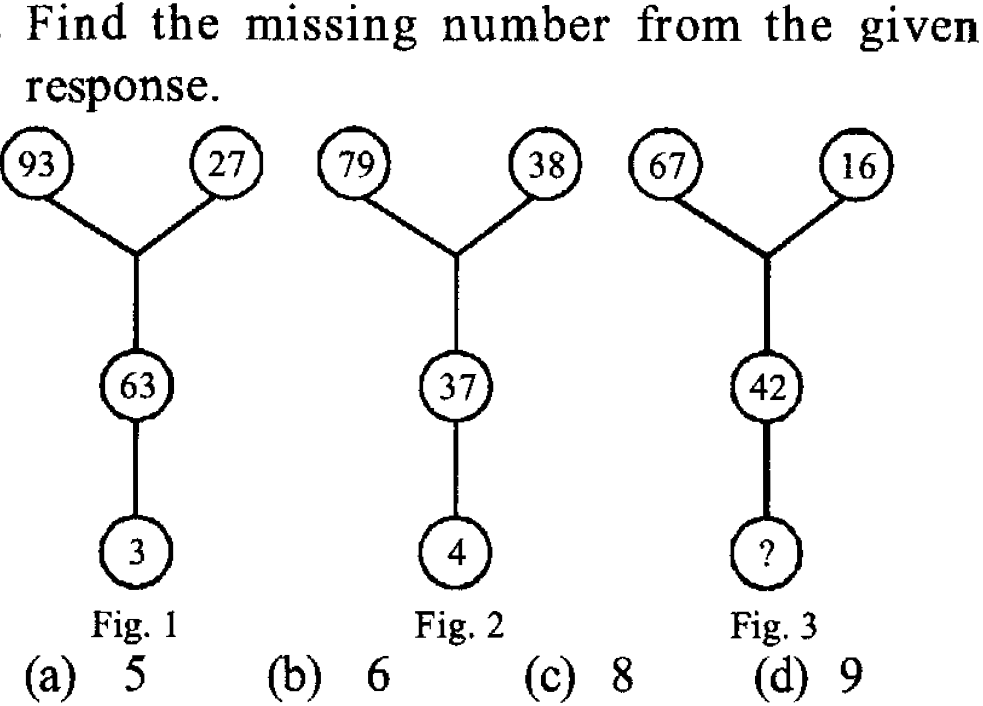 . Find the missing number from the given
response.
93 27 79 38 67 16
63 37 42
3 4 ?
Fig. 1 Fig. 2 Fig. 3
(a) 5 (b) 6 (c) 8 (d) 9